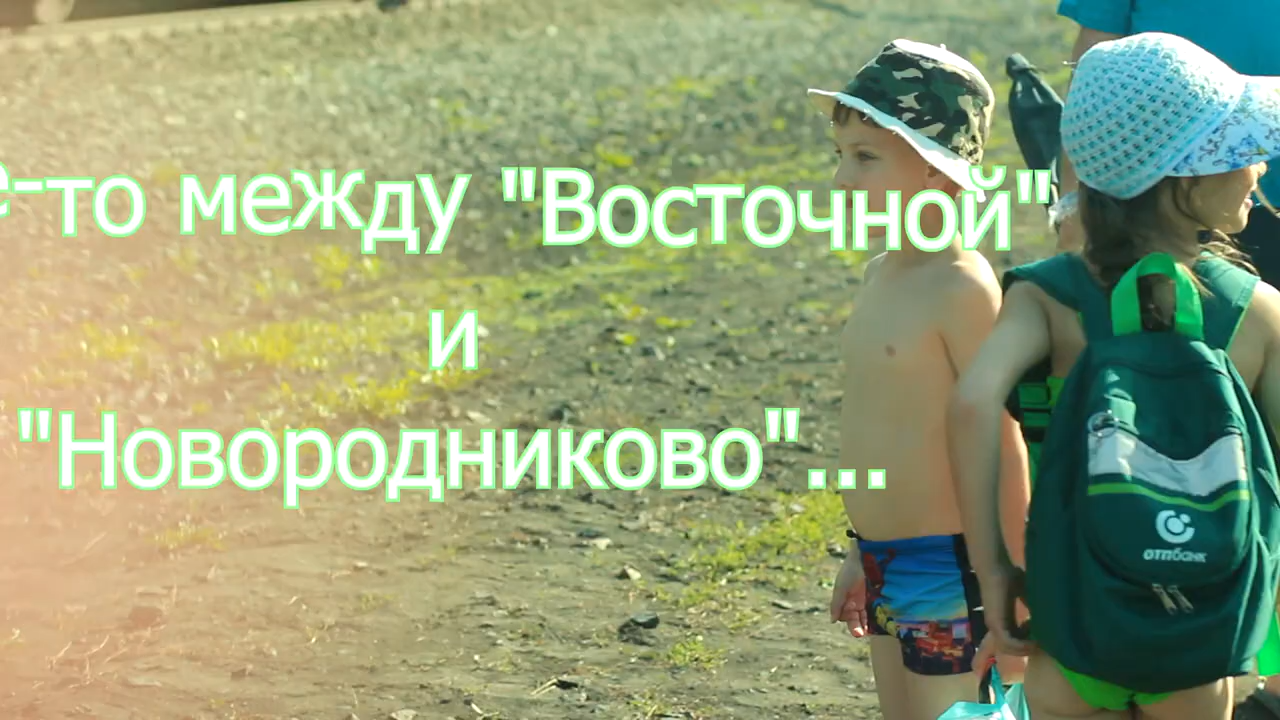 е-то между "Восточной"
и
"Новородниково"...
отпбанк